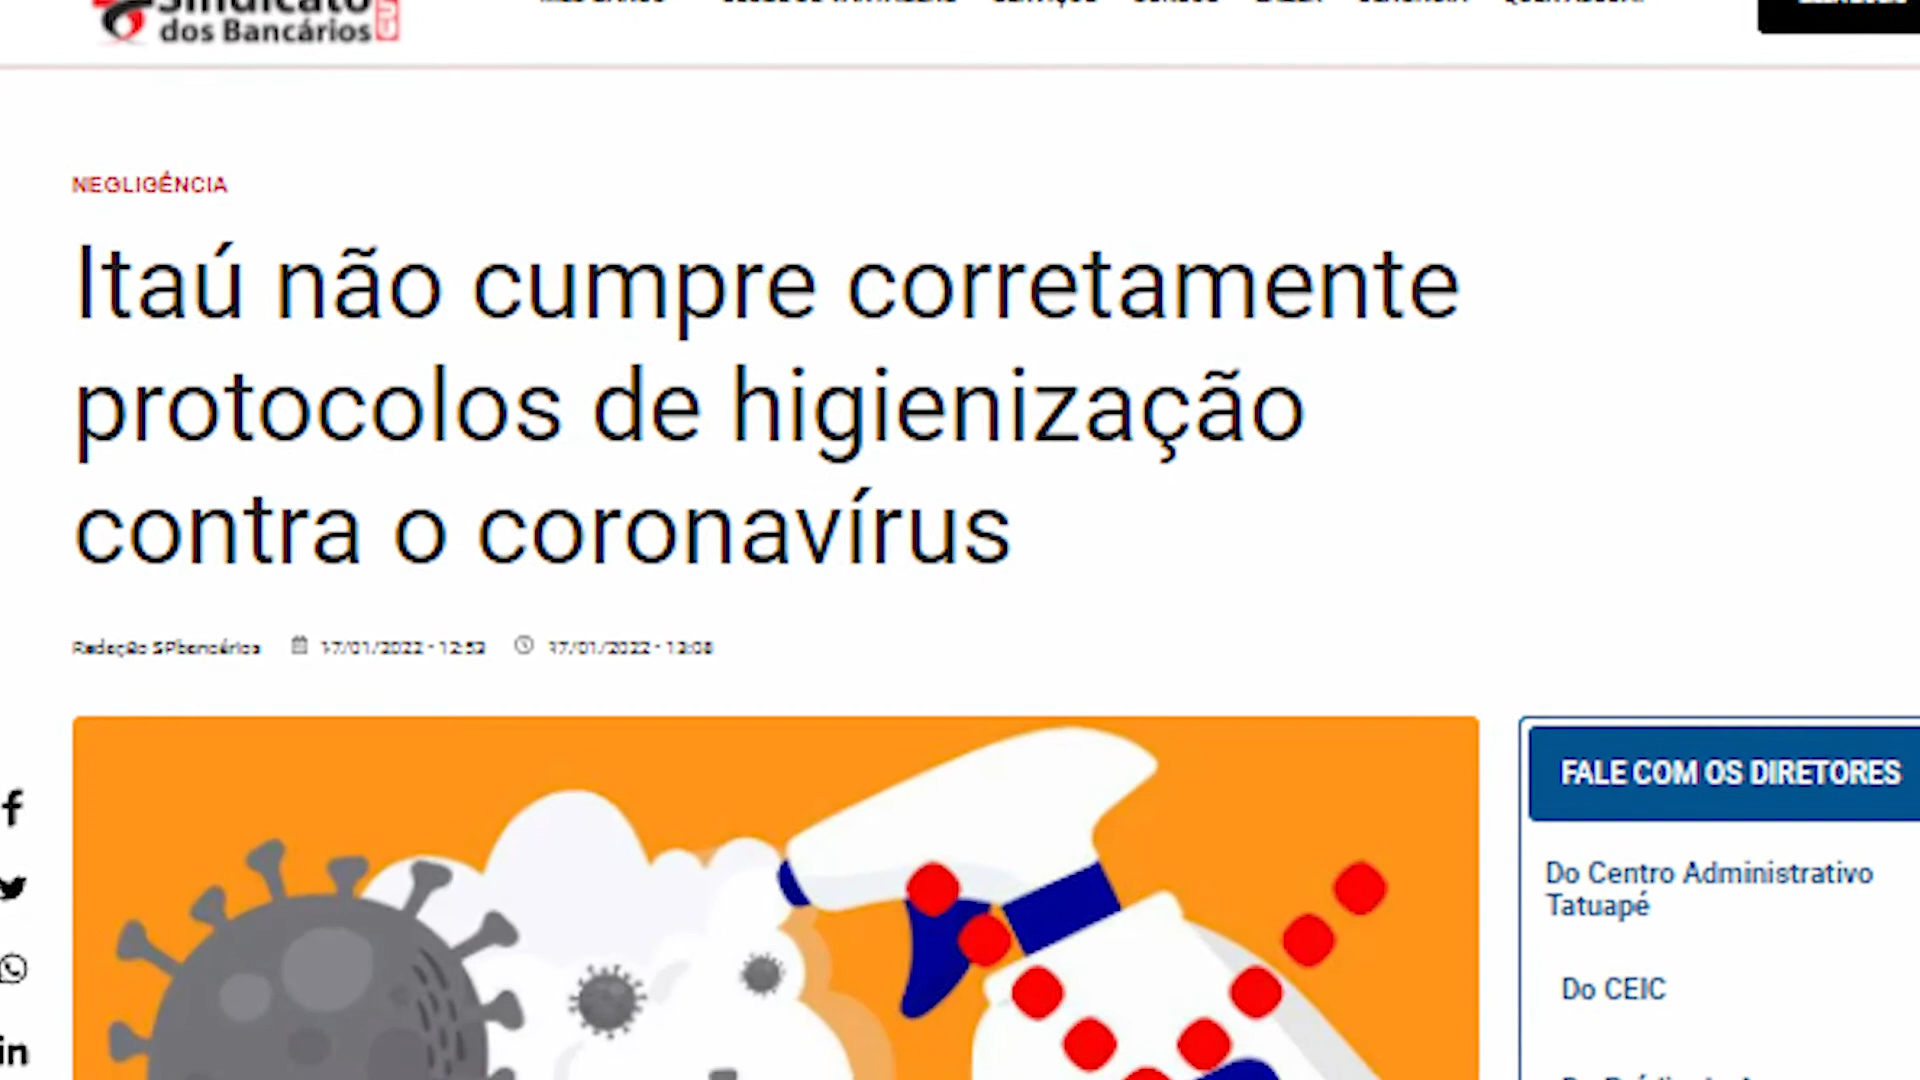 Sindicato
dos Bancários
NEGLIGÊNCIA
Itaú não cumpre corretamente
protocolos de higienização
contra o coronavírus
Redação SPbancários 17/01/2022 - 12:53 17/01/2022 - 13:08
FALE COM OS DIRETORES
Do Centro Administrativo
Tatuapé
Do CEIC